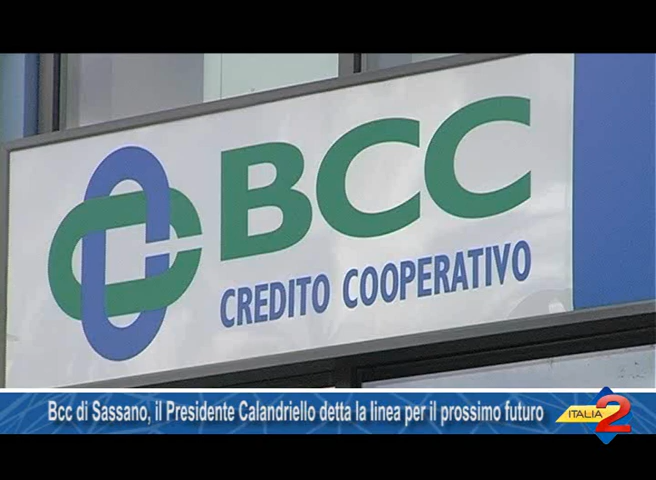 BCC
CREDITO COOPERATIVO
Bcc di Sassano, il Presidente Calandriello detta la linea per il prossimo futuro
ITALIA 2